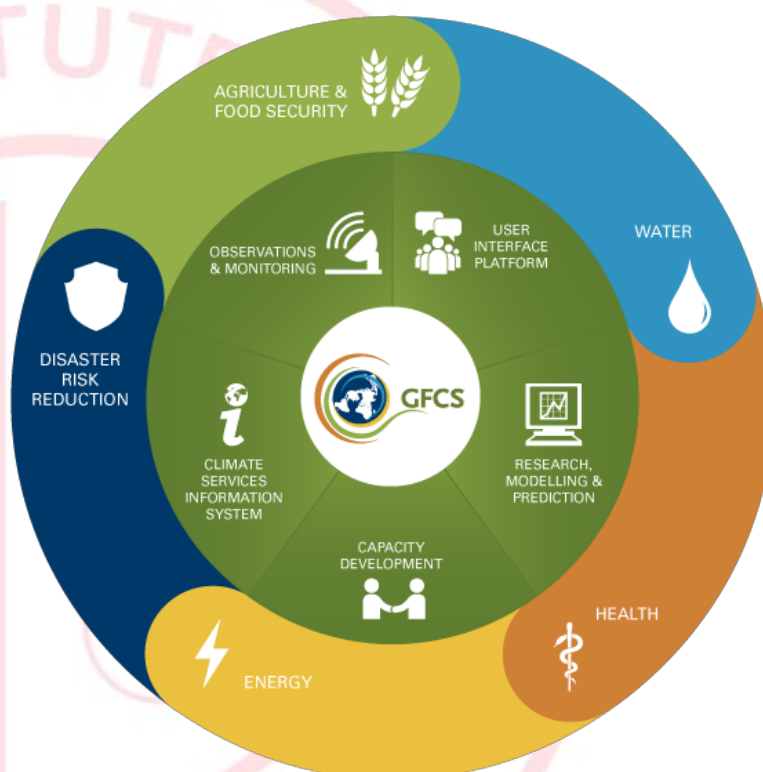 TUTE
AGRICULTURE &
FOOD SECURITY
WATER
OBSERVATIONS
& MONITORING
USER
INTERFACE
PLATFORM
DISASTER
RISK
REDUCTION
GFCS
CLIMATE
SERVICES
INFORMATION
SYSTEM
RESEARCH,
MODELLING &
PREDICTION
CAPACITY
DEVELOPMENT
HEALTH
ENERGY